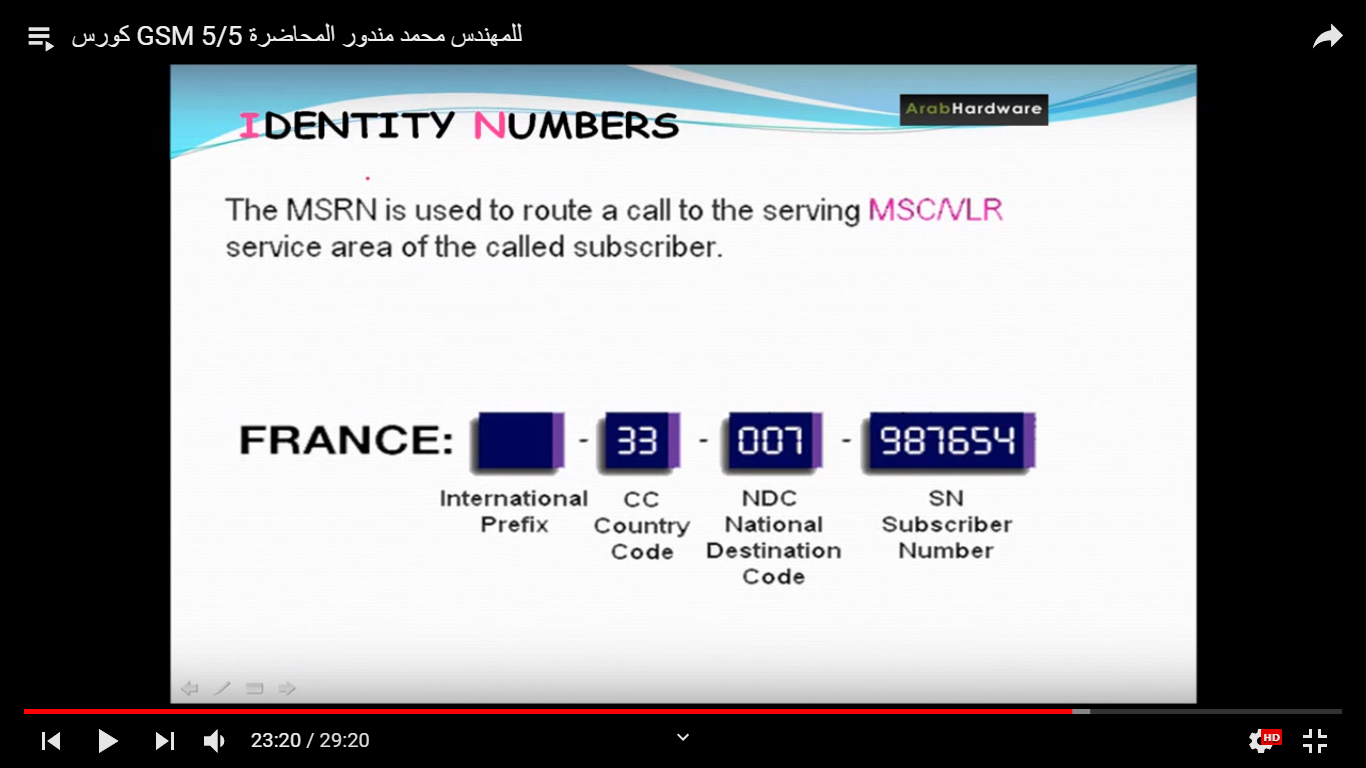 كورس GSM 5/5 للمهندس محمد مندور المحاضرة
ArabHardware
IDENTITY NUMBERS
The MSRN is used to route a call to the serving MSC/VLR
service area of the called subscriber.
FRANCE: - 33 - 007 - 987654
International Prefix
CC Country Code
NDC National Destination Code
SN Subscriber Number
23:20 / 29:20
HD